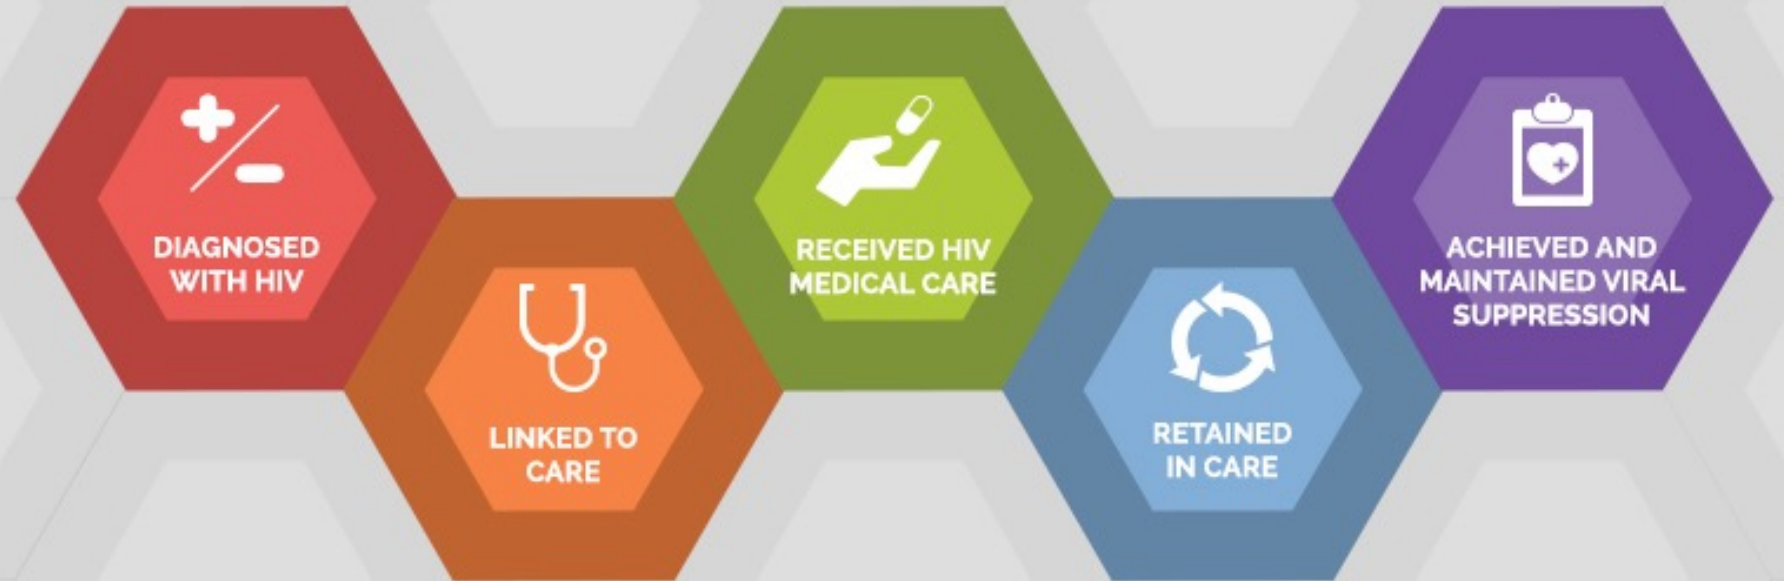 DIAGNOSED
WITH HIV
LINKED TO
CARE
RECEIVED HIV
MEDICAL CARE
RETAINED
IN CARE
ACHIEVED AND
MAINTAINED VIRAL
SUPPRESSION